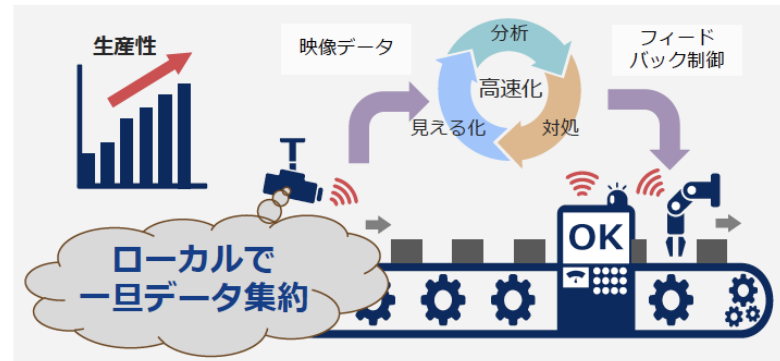 生産性
映像データ
分析
高速化
見える化
対処
フィード
バック制御
OK
ローカルで
一旦データ集約